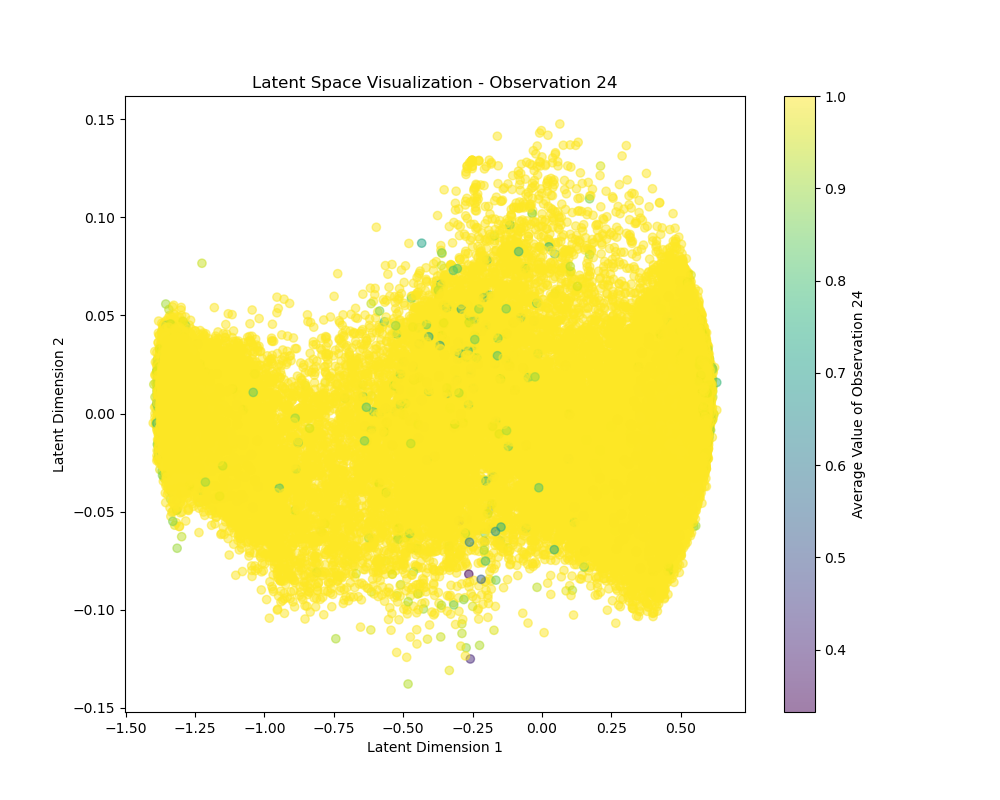 Latent Space Visualization - Observation 24
0.15
0.10
0.05
0.00
−0.05
−0.10
−0.15
Latent Dimension 2
−1.50 −1.25 −1.00 −0.75 −0.50 −0.25 0.00 0.25 0.50
Latent Dimension 1
1.0
0.9
0.8
0.7
0.6
0.5
0.4
Average Value of Observation 24